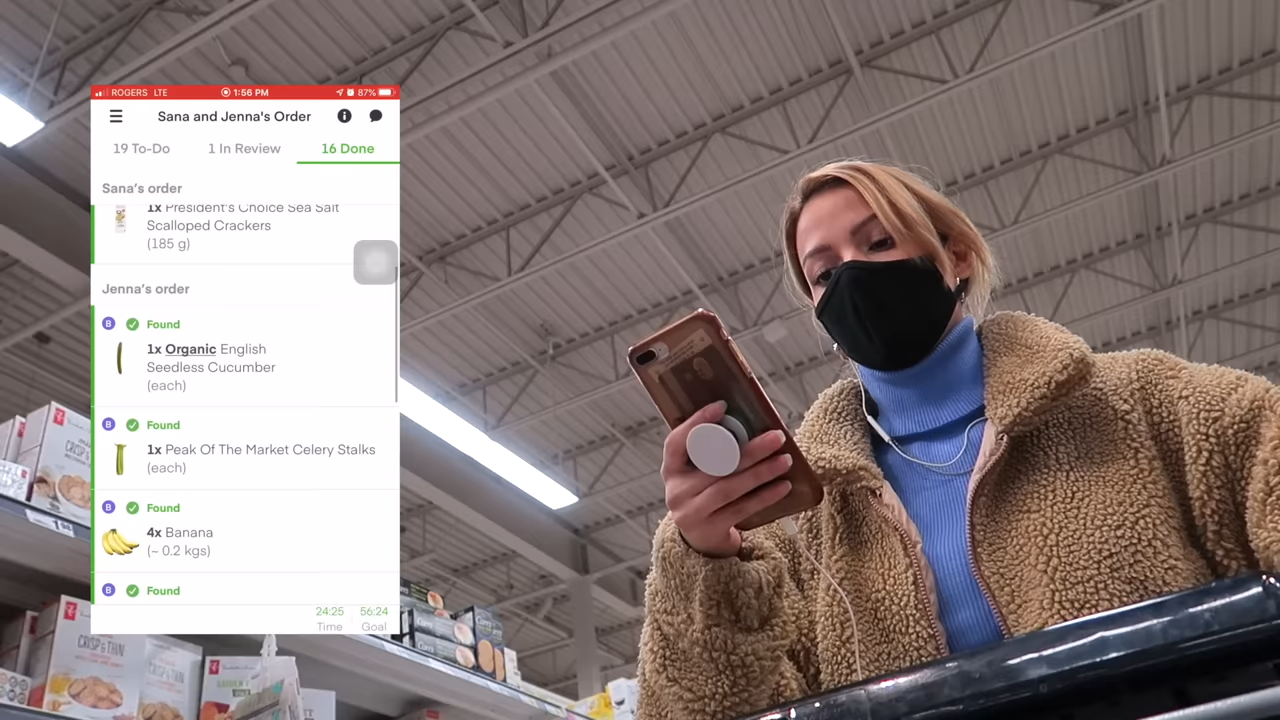 ROGERS LTE
1:56 PM
87%
Sana and Jenna's Order
19 To-Do
1 In Review
16 Done
Sana's order
1x President's Choice Sea Salt
Scalloped Crackers
(185 g)
Jenna's order
B
Found
1x Organic English
Seedless Cucumber
(each)
B
Found
1x Peak Of The Market Celery Stalks
(each)
B
Found
4x Banana
(~ 0.2 kgs)
B
Found
24:25
56:24
Time
Goal
PC
CRISP & THIN
PC